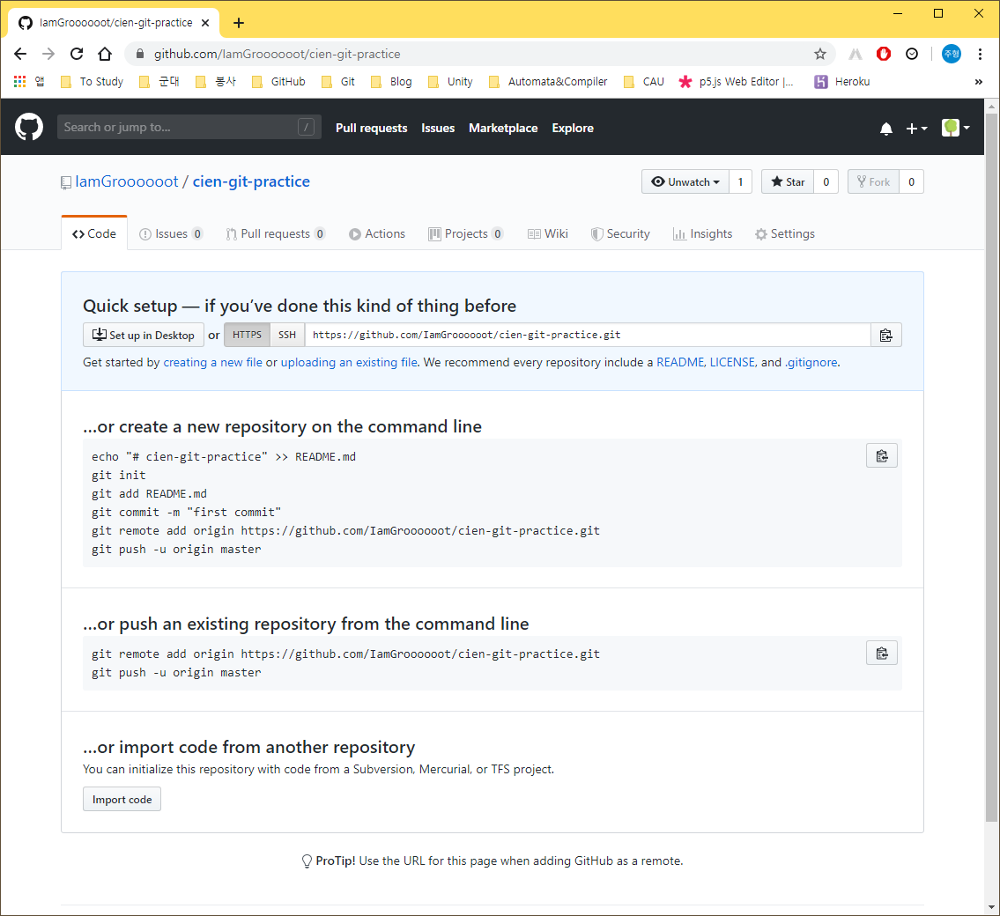 IamGroooooot/cien-git-practice
github.com/IamGroooooot/cien-git-practice
주형
앱 To Study 군대 봉사 GitHub Git Blog Unity Automata&Compiler CAU p5.js Web Editor |... Heroku »
Search or jump to... / Pull requests Issues Marketplace Explore
IamGroooooot / cien-git-practice Unwatch 1 Star 0 Fork 0
Code Issues 0 Pull requests 0 Actions Projects 0 Wiki Security Insights Settings
Quick setup — if you’ve done this kind of thing before
Set up in Desktop or HTTPS SSH https://github.com/IamGroooooot/cien-git-practice.git
Get started by creating a new file or uploading an existing file. We recommend every repository include a README, LICENSE, and .gitignore.
…or create a new repository on the command line
echo "# cien-git-practice" >> README.md
git init
git add README.md
git commit -m "first commit"
git remote add origin https://github.com/IamGroooooot/cien-git-practice.git
git push -u origin master
…or push an existing repository from the command line
git remote add origin https://github.com/IamGroooooot/cien-git-practice.git
git push -u origin master
…or import code from another repository
You can initialize this repository with code from a Subversion, Mercurial, or TFS project.
Import code
ProTip! Use the URL for this page when adding GitHub as a remote.